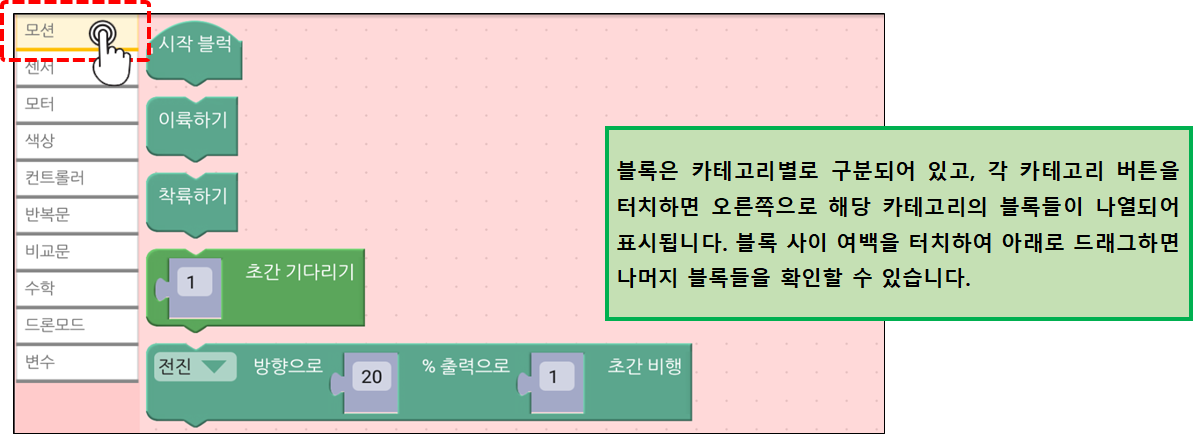 모션
센서
모터
색상
컨트롤러
반복문
비교문
수학
드론모드
변수
시작 블럭
이륙하기
착륙하기
1 초간 기다리기
전진 방향으로 20 % 출력으로 1 초간 비행
블록은 카테고리별로 구분되어 있고, 각 카테고리 버튼을
터치하면 오른쪽으로 해당 카테고리의 블록들이 나열되어
표시됩니다. 블록 사이 여백을 터치하여 아래로 드래그하면
나머지 블록들을 확인할 수 있습니다.